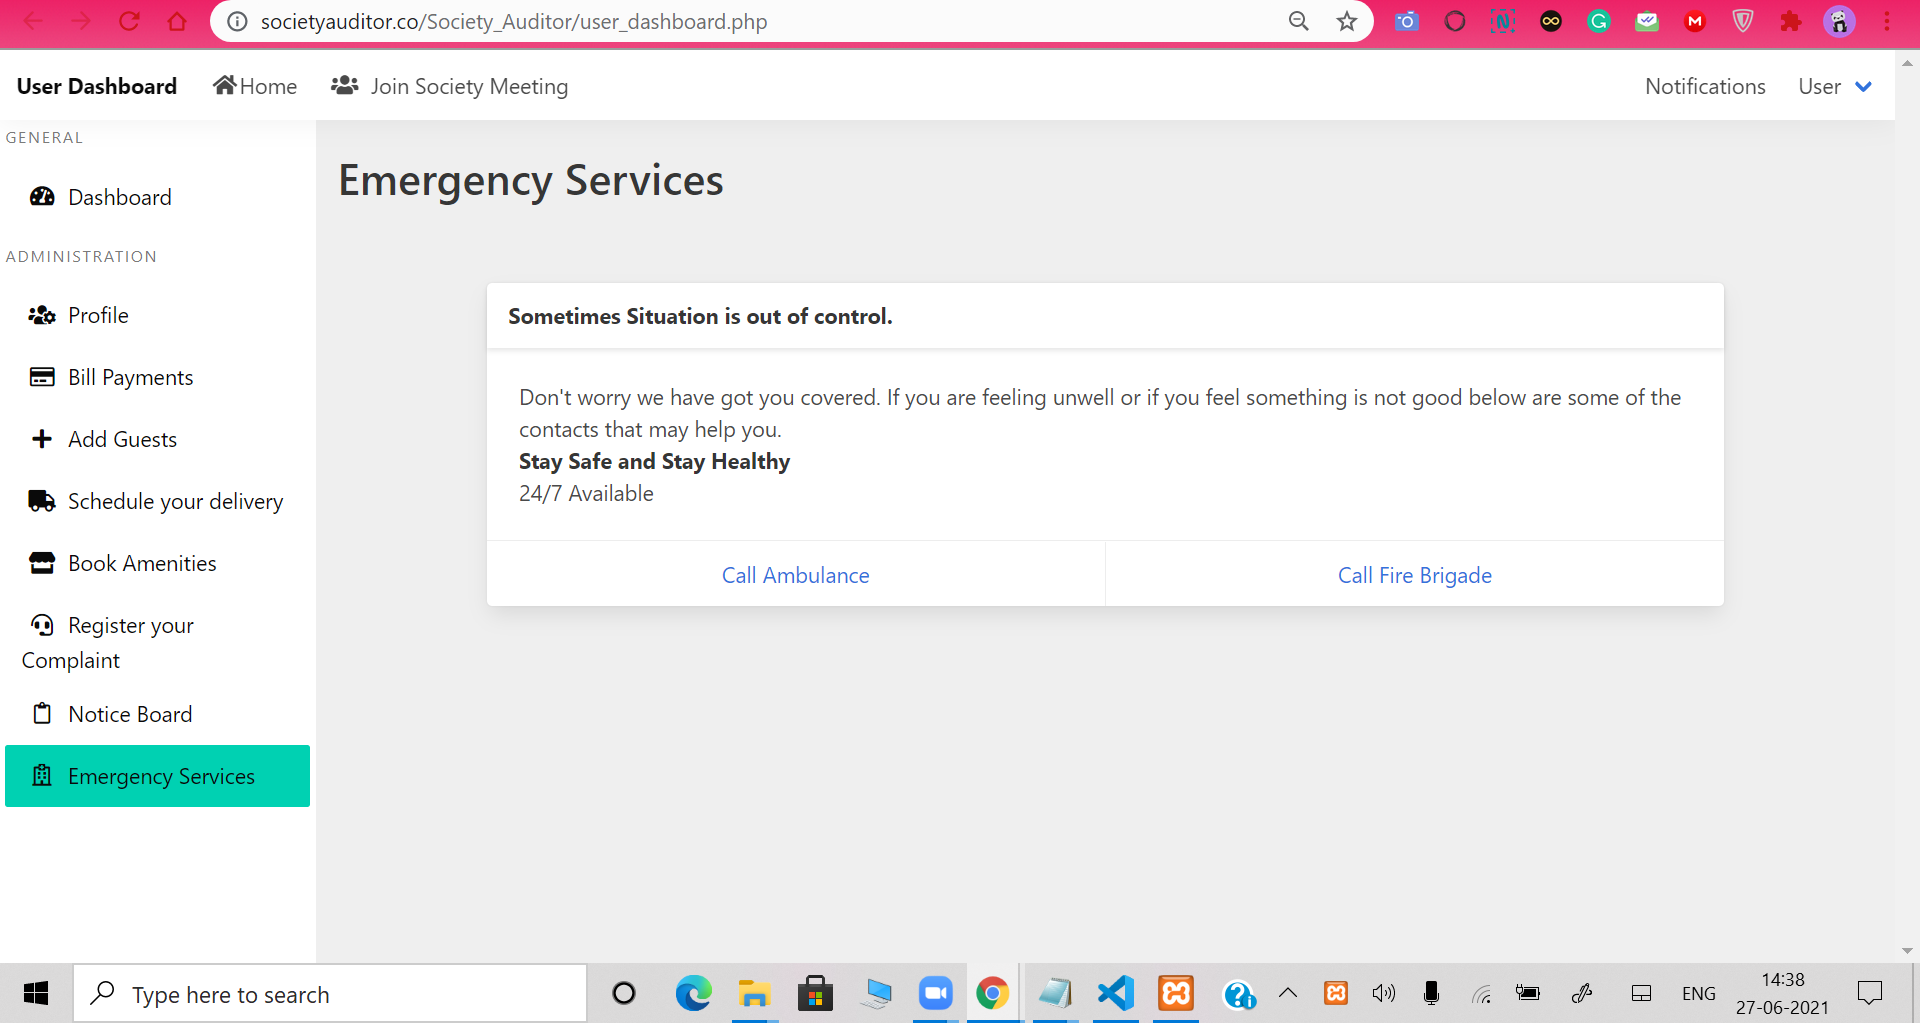 societyauditor.co/Society_Auditor/user_dashboard.php
User Dashboard Home Join Society Meeting Notifications User
GENERAL
Dashboard
ADMINISTRATION
Profile
Bill Payments
Add Guests
Schedule your delivery
Book Amenities
Register your
Complaint
Notice Board
Emergency Services
Emergency Services
Sometimes Situation is out of control.
Don't worry we have got you covered. If you are feeling unwell or if you feel something is not good below are some of the
contacts that may help you.
Stay Safe and Stay Healthy
24/7 Available
Call Ambulance Call Fire Brigade
Type here to search
ENG
14:38
27-06-2021